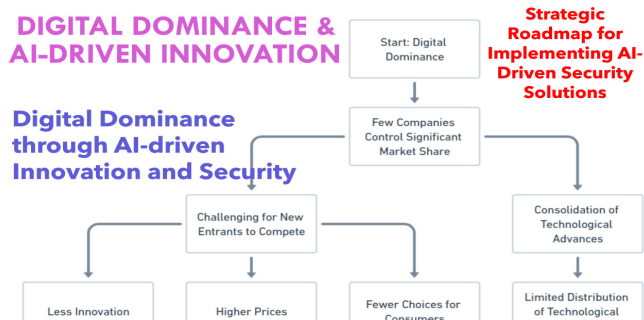 DIGITAL DOMINANCE &
AI-DRIVEN INNOVATION
Start: Digital
Dominance
Strategic
Roadmap for
Implementing AI-
Driven Security
Solutions
Digital Dominance
through AI-driven
Innovation and Security
Few Companies
Control Significant
Market Share
Challenging for New
Entrants to Compete
Consolidation of
Technological
Advances
Less Innovation
Higher Prices
Fewer Choices for
Consumers
Limited Distribution
of Technological